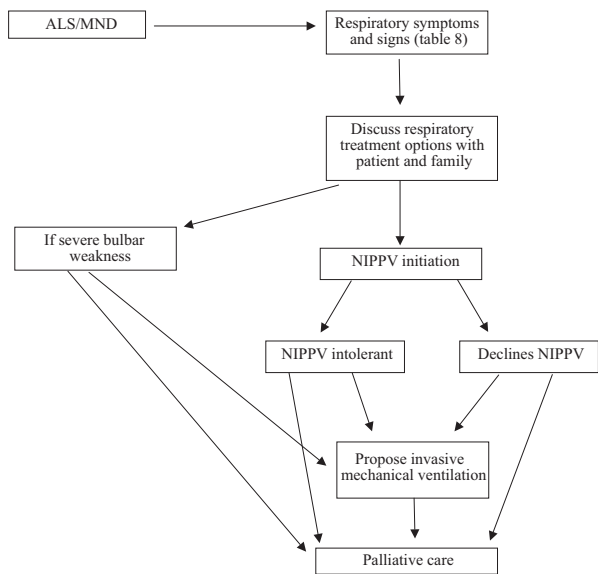 ALS/MND
Respiratory symptoms
and signs (table 8)
Discuss respiratory
treatment options with
patient and family
If severe bulbar
weakness
NIPPV initiation
NIPPV intolerant
Declines NIPPV
Propose invasive
mechanical ventilation
Palliative care